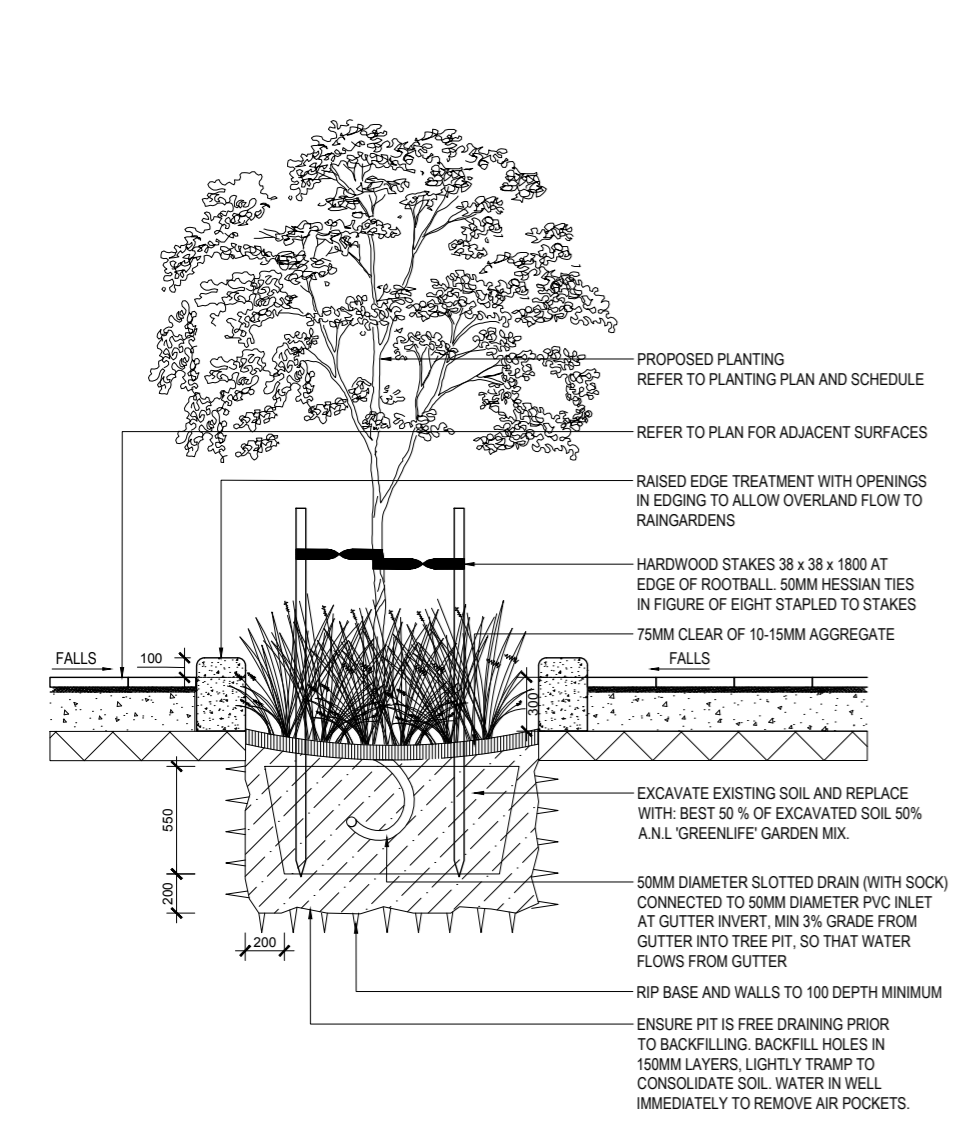 PROPOSED PLANTING
REFER TO PLANTING PLAN AND SCHEDULE
REFER TO PLAN FOR ADJACENT SURFACES
RAISED EDGE TREATMENT WITH OPENINGS
IN EDGING TO ALLOW OVERLAND FLOW TO
RAINGARDENS
HARDWOOD STAKES 38 x 38 x 1800 AT
EDGE OF ROOTBALL. 50MM HESSIAN TIES
IN FIGURE OF EIGHT STAPLED TO STAKES
75MM CLEAR OF 10-15MM AGGREGATE
FALLS
100
FALLS
300
550
200
200
EXCAVATE EXISTING SOIL AND REPLACE
WITH: BEST 50 % OF EXCAVATED SOIL 50%
A.N.L 'GREENLIFE' GARDEN MIX.
50MM DIAMETER SLOTTED DRAIN (WITH SOCK)
CONNECTED TO 50MM DIAMETER PVC INLET
AT GUTTER INVERT, MIN 3% GRADE FROM
GUTTER INTO TREE PIT, SO THAT WATER
FLOWS FROM GUTTER
RIP BASE AND WALLS TO 100 DEPTH MINIMUM
ENSURE PIT IS FREE DRAINING PRIOR
TO BACKFILLING. BACKFILL HOLES IN
150MM LAYERS, LIGHTLY TRAMP TO
CONSOLIDATE SOIL. WATER IN WELL
IMMEDIATELY TO REMOVE AIR POCKETS.